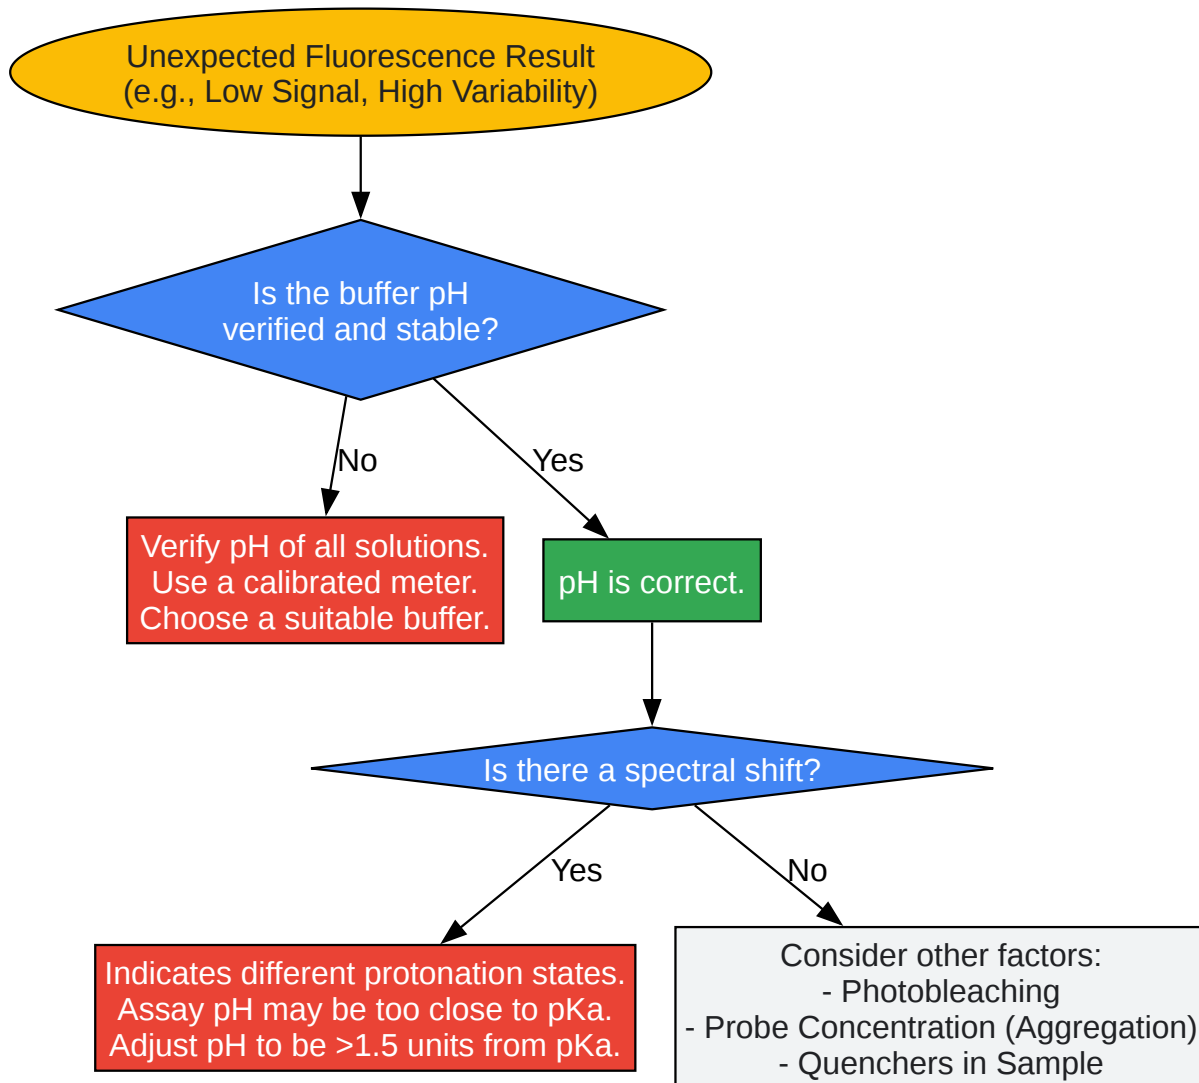 Unexpected Fluorescence Result
(e.g., Low Signal, High Variability)
Is the buffer pH
verified and stable?
No
Yes
Verify pH of all solutions.
Use a calibrated meter.
Choose a suitable buffer.
pH is correct.
Is there a spectral shift?
Yes
No
Indicates different protonation states.
Assay pH may be too close to pKa.
Adjust pH to be >1.5 units from pKa.
Consider other factors:
- Photobleaching
- Probe Concentration (Aggregation)
- Quenchers in Sample